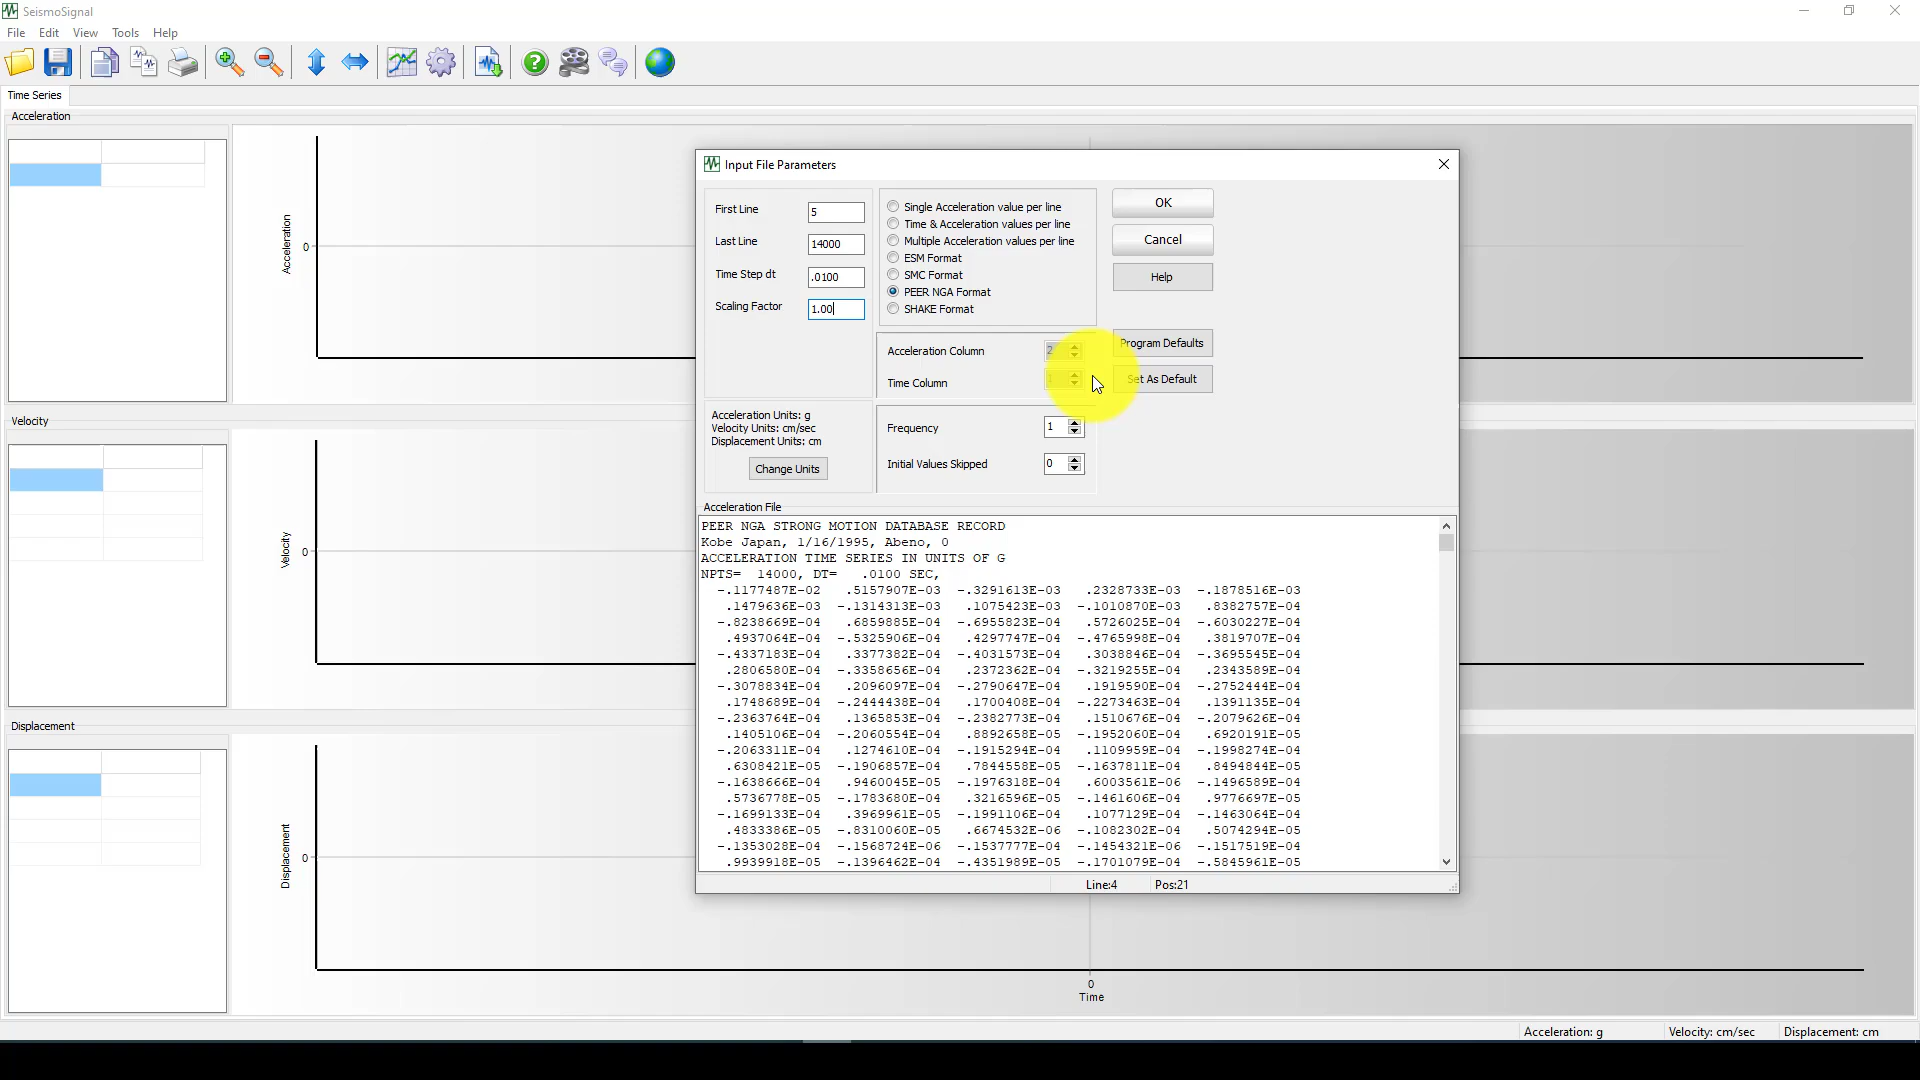 SeismoSignal
File Edit View Tools Help
Time Series
Acceleration
Acceleration
0
Velocity
Velocity
0
Displacement
Displacement
0
0
Time
Input File Parameters
First Line 5
Last Line 14000
Time Step dt .0100
Scaling Factor 1.00
Single Acceleration value per line
Time & Acceleration values per line
Multiple Acceleration values per line
ESM Format
SMC Format
PEER NGA Format
SHAKE Format
OK
Cancel
Help
Program Defaults
Set As Default
Acceleration Column 2
Time Column
Acceleration Units: g
Velocity Units: cm/sec
Displacement Units: cm
Change Units
Frequency 1
Initial Values Skipped 0
Acceleration File
PEER NGA STRONG MOTION DATABASE RECORD
Kobe Japan, 1/16/1995, Abeno, 0
ACCELERATION TIME SERIES IN UNITS OF G
NPTS= 14000, DT= .0100 SEC,
-.1177487E-02 .5157907E-03 -.3291613E-03 .2328733E-03 -.1878516E-03
.1479636E-03 -.1314313E-03 .1075423E-03 -.1010870E-03 .8382757E-04
-.8238669E-04 .6859885E-04 -.6955823E-04 .5726025E-04 -.6030227E-04
.4937064E-04 -.5325906E-04 .4297747E-04 -.4765998E-04 .3819707E-04
-.4337183E-04 .3377382E-04 -.4031573E-04 .3038846E-04 -.3695545E-04
.2806580E-04 -.3358656E-04 .2372362E-04 -.3219255E-04 .2343589E-04
-.3078834E-04 .2096097E-04 -.2790647E-04 .1919590E-04 -.2752444E-04
.1748689E-04 -.2444438E-04 .1700408E-04 -.2273463E-04 .1391135E-04
-.2363764E-04 .1365853E-04 -.2382773E-04 .1510676E-04 -.2079626E-04
.1405106E-04 -.2060554E-04 .8892658E-05 -.1952060E-04 .6920191E-05
-.2063311E-04 .1274610E-04 -.1915294E-04 .1109959E-04 -.1998274E-04
.6308421E-05 -.1906857E-04 .7844558E-05 -.1637811E-04 .8494844E-05
-.1638666E-04 .9460045E-05 -.1976318E-04 .6003561E-06 -.1496589E-04
.5736778E-05 -.1783680E-04 .3216596E-05 -.1461606E-04 .9776697E-05
-.1699133E-04 .3969961E-05 -.1991106E-04 .1077129E-04 -.1463064E-04
.4833386E-05 -.8310060E-05 .6674532E-06 -.1082302E-04 .5074294E-05
-.1353028E-04 -.1568724E-06 -.1537777E-04 -.1454321E-06 -.1517519E-04
.9939918E-05 -.1396462E-04 -.4351989E-05 -.1701079E-04 -.5845961E-05
Line:4 Pos:21
Acceleration: g Velocity: cm/sec Displacement: cm